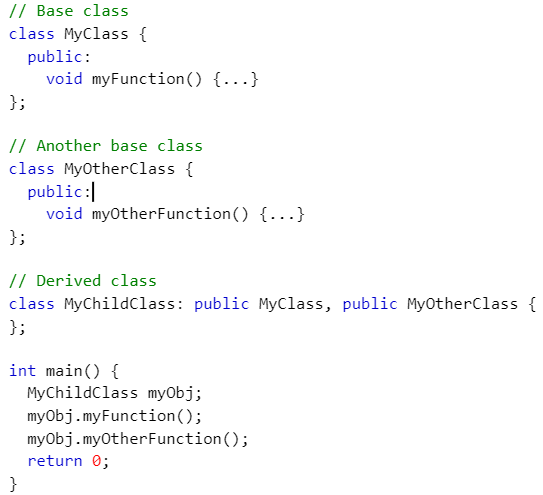 // Base class
class MyClass {
  public:
    void myFunction() {...}
};

// Another base class
class MyOtherClass {
  public:
    void myOtherFunction() {...}
};

// Derived class
class MyChildClass: public MyClass, public MyOtherClass {
};

int main() {
  MyChildClass myObj;
  myObj.myFunction();
  myObj.myOtherFunction();
  return 0;
}